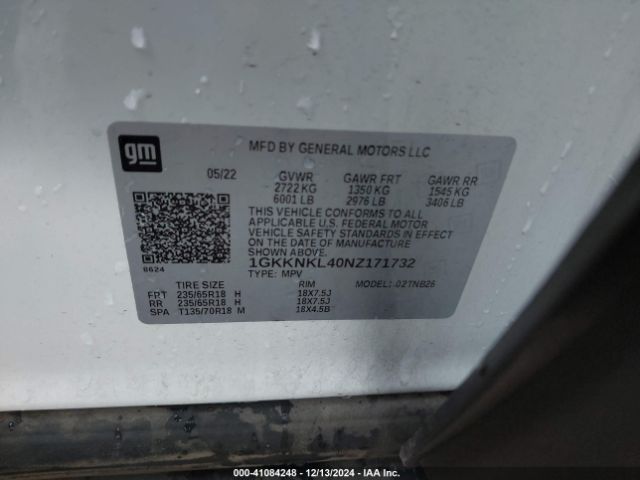 gm
MFD BY GENERAL MOTORS LLC
05/22 GVWR GAWR FRT GAWR RR
2722 KG 1350 KG 1545 KG
6001 LB 2976 LB 3406 LB
THIS VEHICLE CONFORMS TO ALL
APPLICABLE U.S. FEDERAL MOTOR
VEHICLE SAFETY STANDARDS IN
EFFECT ON THE DATE OF MANUFACTURE
SHOWN ABOVE.
1GKKNKL40NZ171732
8624 TYPE: MPV
TIRE SIZE RIM MODEL: 02TNB26
FRT 235/65R18 H 18X7.5J
RR 235/65R18 H 18X7.5J
SPA T135/70R18 M 18X4.5B
000-41084248 - 12/13/2024 - IAA Inc.